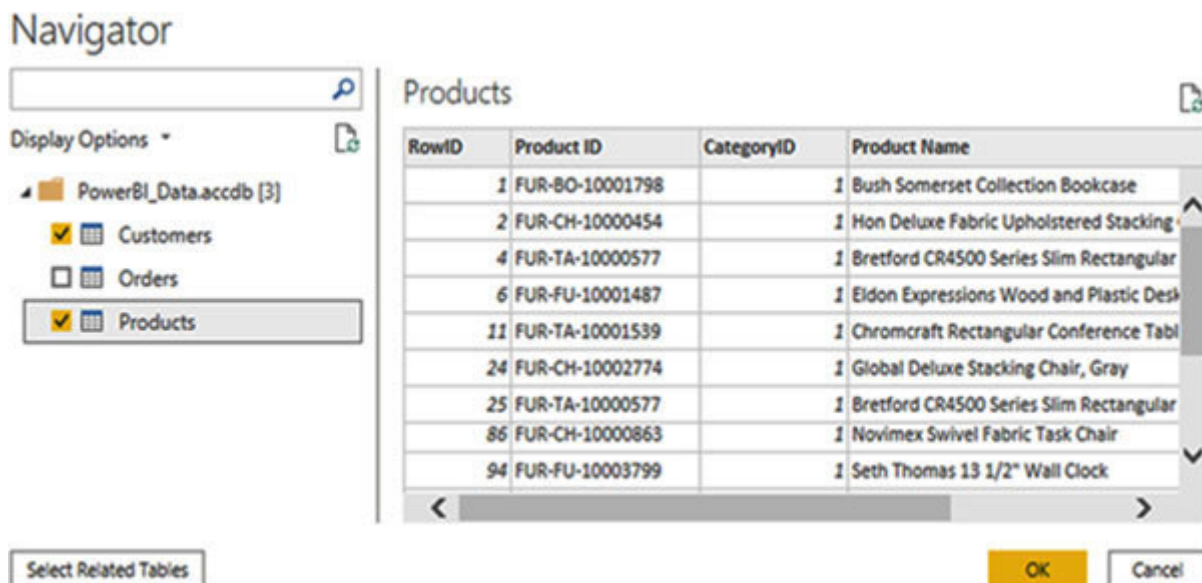 Navigator
Display Options
PowerBI_Data.accdb [3]
Customers
Orders
Products
Select Related Tables
Products
RowID Product ID CategoryID Product Name
1 FUR-BO-10001798 1 Bush Somerset Collection Bookcase
2 FUR-CH-10000454 1 Hon Deluxe Fabric Upholstered Stacking
4 FUR-TA-10000577 1 Bretford CR4500 Series Slim Rectangular
6 FUR-FU-10001487 1 Eldon Expressions Wood and Plastic Desk
11 FUR-TA-10001539 1 Chromcraft Rectangular Conference Tabl
24 FUR-CH-10002774 1 Global Deluxe Stacking Chair, Gray
25 FUR-TA-10000577 1 Bretford CR4500 Series Slim Rectangular
86 FUR-CH-10000863 1 Novimex Swivel Fabric Task Chair
94 FUR-FU-10003799 1 Seth Thomas 13 1/2" Wall Clock
OK
Cancel